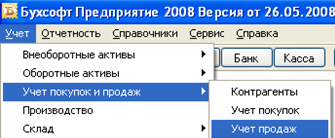 Бухсофт Предприятие 2008 Версия от 26.05.2008
Учет Отчетность Справочники Сервис Справка
Внеоборотные активы
Оборотные активы
Банк Касса
Учет покупок и продаж
Контрагенты
Производство
Учет покупок
Склад
Учет продаж